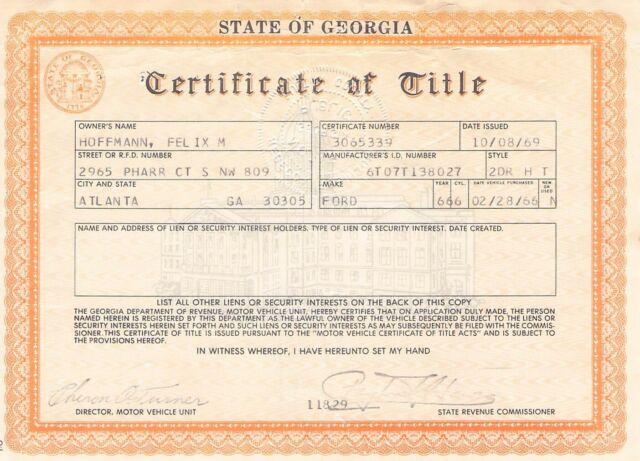 STATE OF GEORGIA
Certificate of Title
OWNER'S NAME CERTIFICATE NUMBER DATE ISSUED
HOFFMANN, FELIX M 3065339 10/08/69
STREET OR R.F.D. NUMBER MANUFACTURER'S I.D. NUMBER STYLE
2965 PHARR CT S NW 809 6T07T138027 2DR H T
CITY AND STATE MAKE YEAR CYL. DATE VEHICLE PURCHASED NEW OR USED
ATLANTA GA 30305 FORD 666 02/28/66 N
NAME AND ADDRESS OF LIEN OR SECURITY INTEREST HOLDERS. TYPE OF LIEN OR SECURITY INTEREST. DATE CREATED.
LIST ALL OTHER LIENS OR SECURITY INTERESTS ON THE BACK OF THIS COPY
THE GEORGIA DEPARTMENT OF REVENUE, MOTOR VEHICLE UNIT, HEREBY CERTIFIES THAT ON APPLICATION DULY MADE, THE PERSON
NAMED HEREIN IS REGISTERED BY THIS DEPARTMENT AS THE LAWFUL OWNER OF THE VEHICLE DESCRIBED SUBJECT TO THE LIENS OR
SECURITY INTERESTS HEREIN SET FORTH AND SUCH LIENS OR SECURITY INTERESTS AS MAY SUBSEQUENTLY BE FILED WITH THE COMMIS-
SIONER. THIS CERTIFICATE OF TITLE IS ISSUED PURSUANT TO THE "MOTOR VEHICLE CERTIFICATE OF TITLE ACTS" AND IS SUBJECT TO
THE PROVISIONS HEREOF.
IN WITNESS WHEREOF, I HAVE HEREUNTO SET MY HAND
11829
DIRECTOR, MOTOR VEHICLE UNIT STATE REVENUE COMMISSIONER